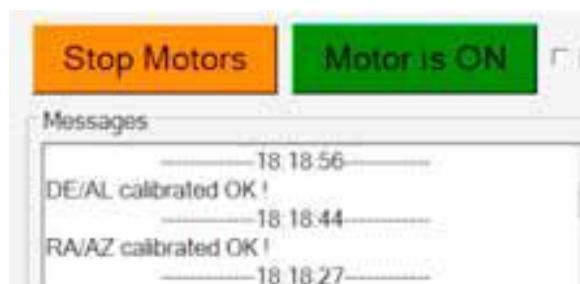 Stop Motors
Motor is ON
Messages
---------------18:18:56--------------
DE/AL calibrated OK !
---------------18:18:44--------------
RA/AZ calibrated OK !
---------------18:18:27--------------